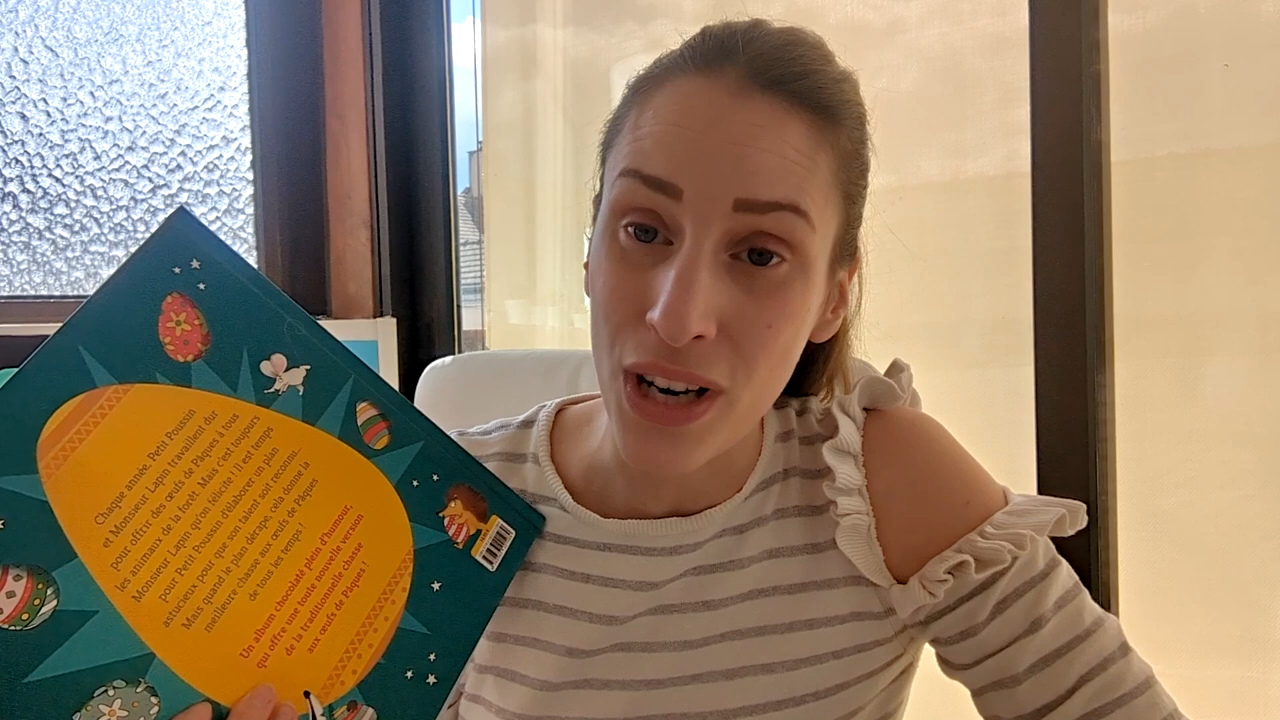 Chaque année, Petit Poussin
et Monsieur Lapin travaillent dur
pour offrir des œufs de Pâques à tous
les animaux de la forêt. Mais c'est toujours
Monsieur Lapin qu'on félicite ! Il est temps
pour Petit Poussin d'élaborer un plan
astucieux pour que son talent soit reconnu...
Mais quand le plan dérape, cela donne la
meilleure chasse aux œufs de Pâques
de tous les temps !
Un album chocolaté plein d'humour,
qui offre une toute nouvelle version
de la traditionnelle chasse
aux œufs de Pâques !